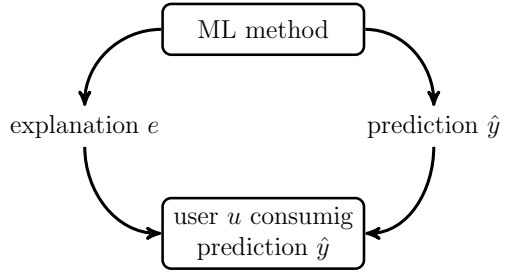 ML method
explanation e
prediction ŷ
user u consumig
prediction ŷ